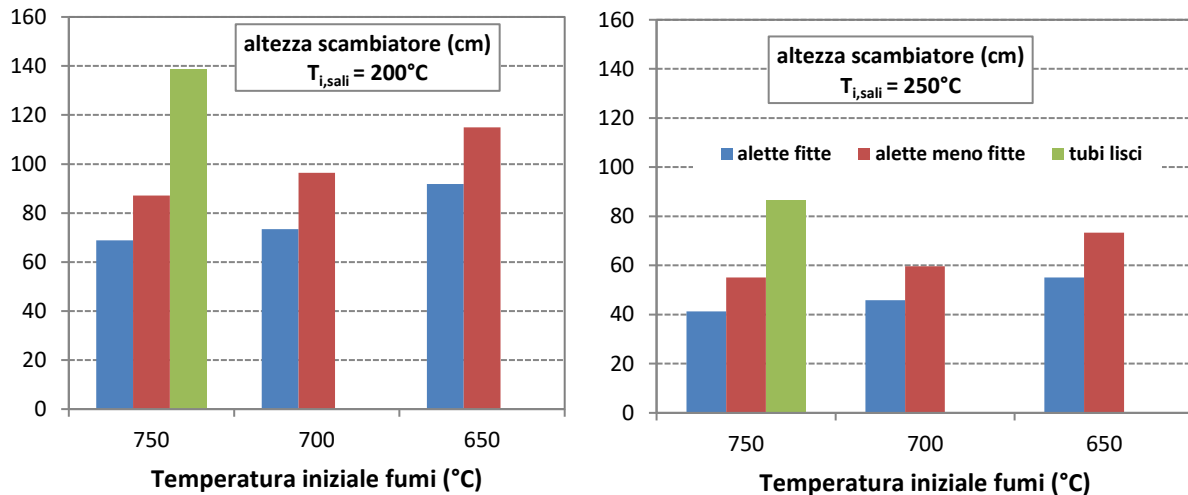 160
140
120
100
80
60
40
20
0
altezza scambiatore (cm)
Ti,sali = 200°C
750 700 650
Temperatura iniziale fumi (°C)
160
140
120
100
80
60
40
20
0
altezza scambiatore (cm)
Ti,sali = 250°C
alette fitte alette meno fitte tubi lisci
750 700 650
Temperatura iniziale fumi (°C)